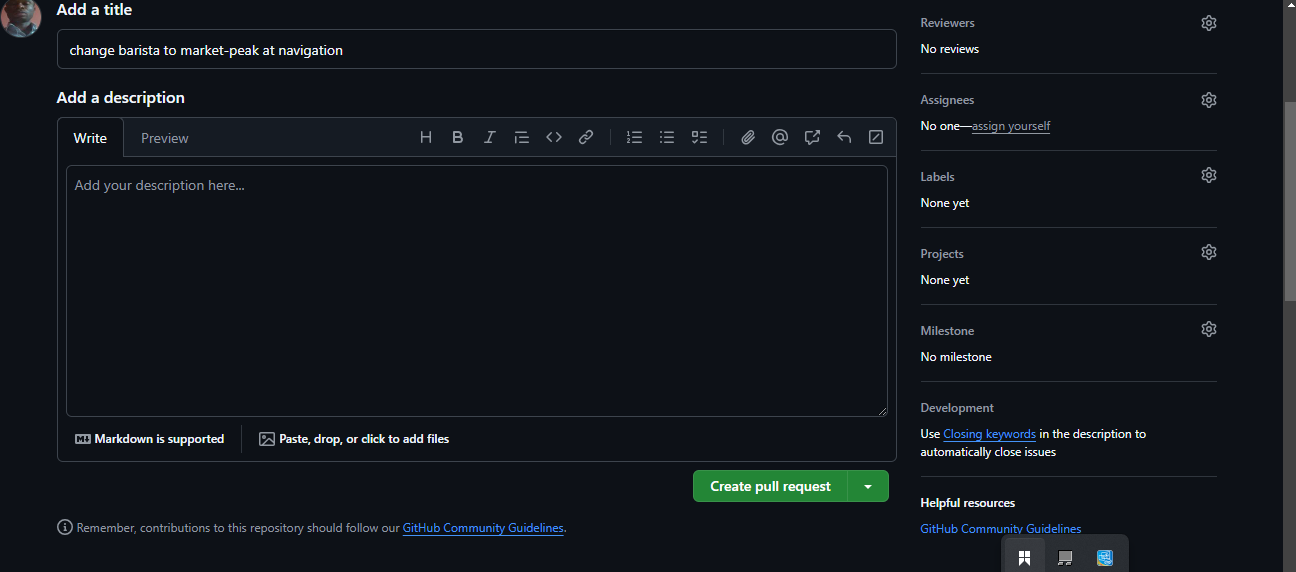 Add a title
change barista to market-peak at navigation
Add a description
Write
Preview
Add your description here...
Markdown is supported
Paste, drop, or click to add files
Create pull request
Remember, contributions to this repository should follow our GitHub Community Guidelines.
Reviewers
No reviews
Assignees
No one—assign yourself
Labels
None yet
Projects
None yet
Milestone
No milestone
Development
Use Closing keywords in the description to
automatically close issues
Helpful resources
GitHub Community Guidelines